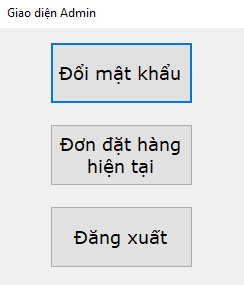 Giao diện Admin
Đổi mật khẩu
Đơn đặt hàng
hiện tại
Đăng xuất